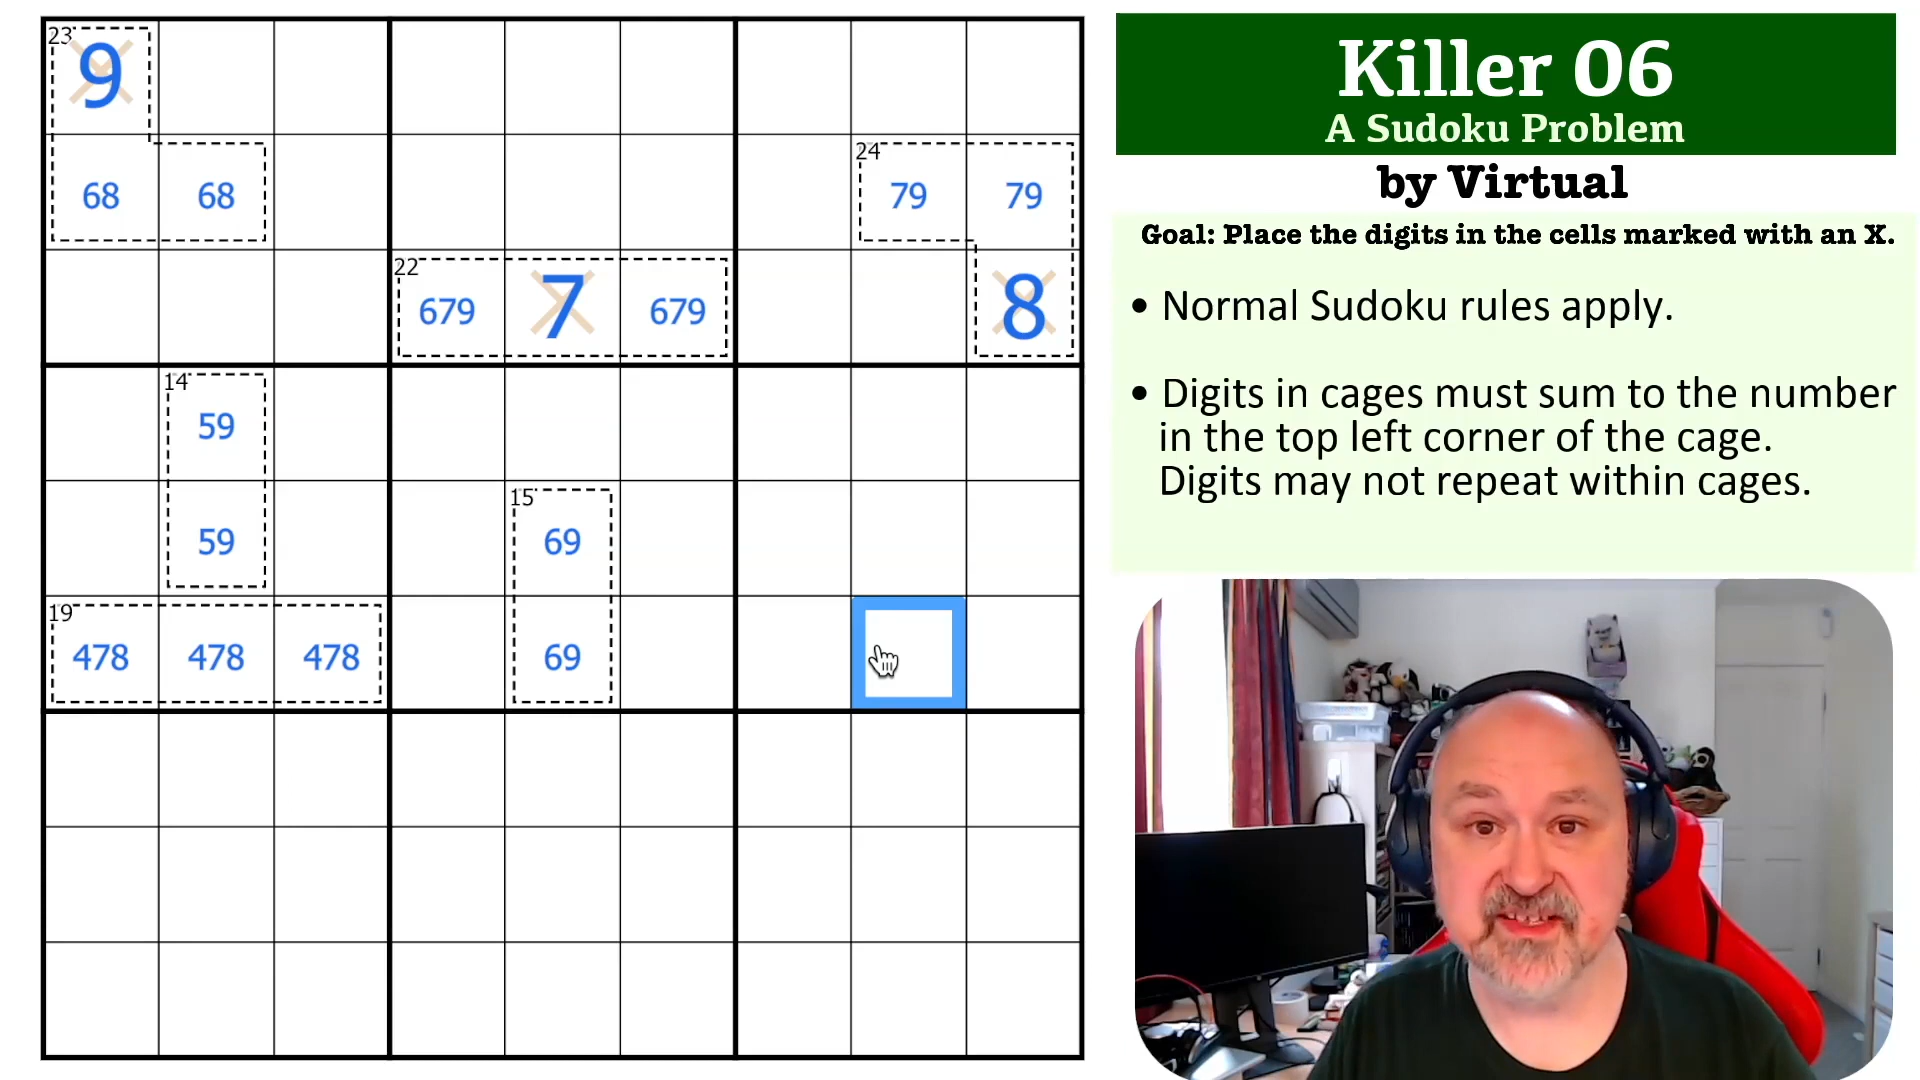 23
9
68 68
24
79 79
22
679 7 679
8
14
59
15
59
69
19
478 478 478
69
Killer 06
A Sudoku Problem
by Virtual
Goal: Place the digits in the cells marked with an X.
• Normal Sudoku rules apply.
• Digits in cages must sum to the number
in the top left corner of the cage.
Digits may not repeat within cages.